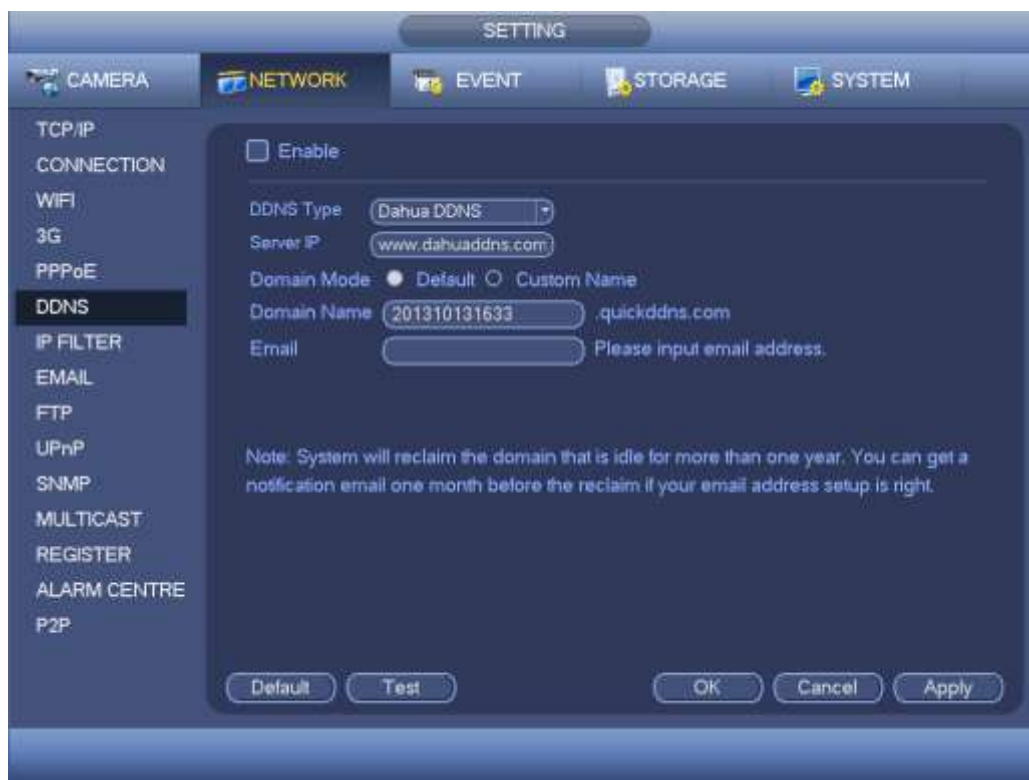 SETTING
CAMERA NETWORK EVENT STORAGE SYSTEM
TCP/IP
CONNECTION
WIFI
3G
PPPoE
DDNS
IP FILTER
EMAIL
FTP
UPnP
SNMP
MULTICAST
REGISTER
ALARM CENTRE
P2P
Enable
DDNS Type Dahua DDNS
Server IP www.dahuaddns.com
Domain Mode Default Custom Name
Domain Name 201310131633 .quickddns.com
Email Please input email address.
Note: System will reclaim the domain that is idle for more than one year. You can get a
notification email one month before the reclaim if your email address setup is right.
Default Test OK Cancel Apply